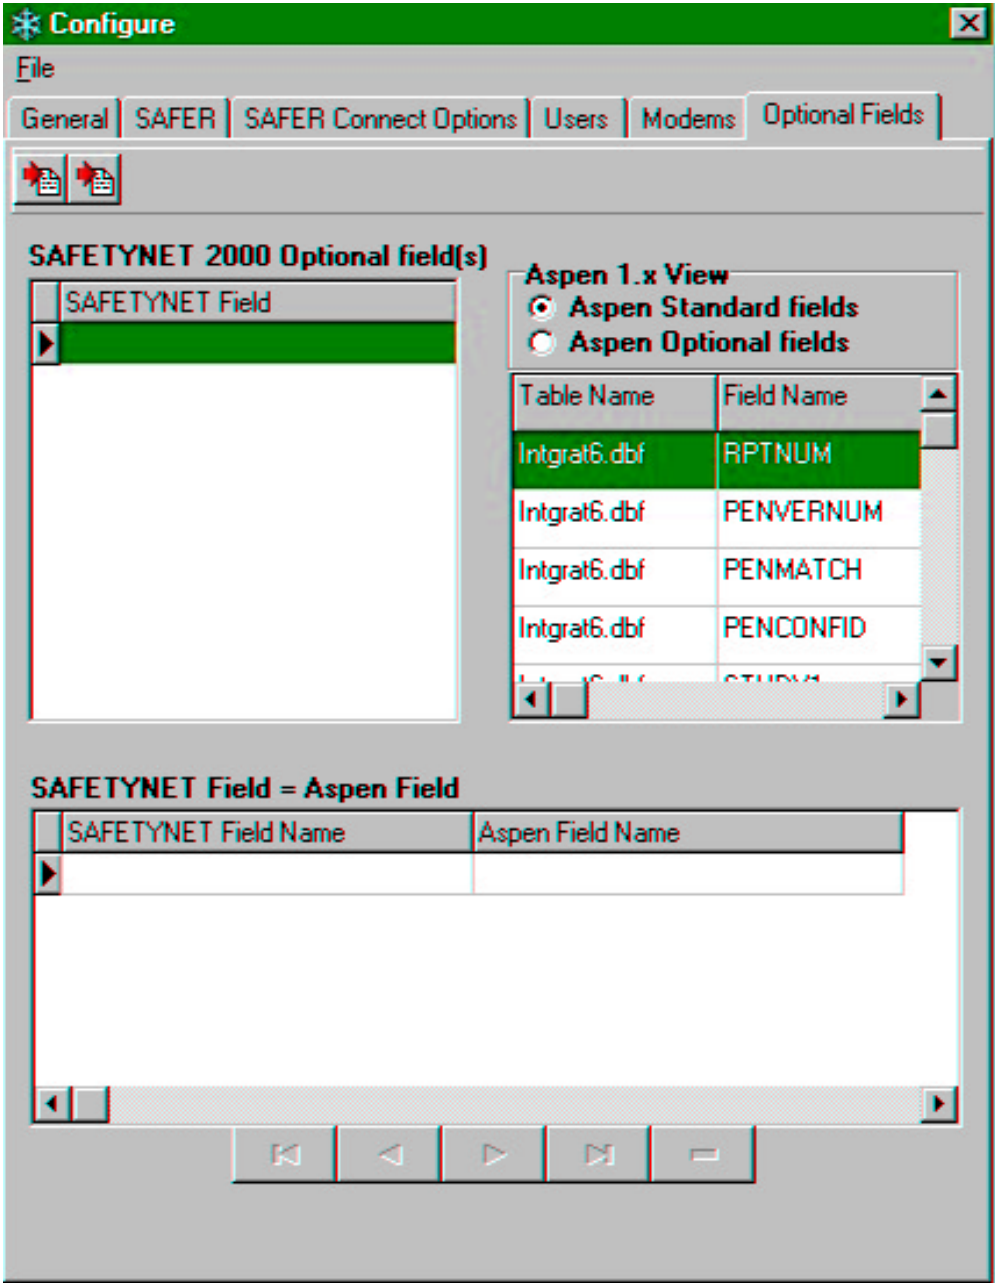 Configure
File
General SAFER SAFER Connect Options Users Modems Optional Fields
SAFETYNET 2000 Optional field(s)
SAFETYNET Field
Aspen 1.x View
Aspen Standard fields
Aspen Optional fields
Table Name Field Name
Intgrat6.dbf RPTNUM
Intgrat6.dbf PENVERNUM
Intgrat6.dbf PENMATCH
Intgrat6.dbf PENCONFID
SAFETYNET Field = Aspen Field
SAFETYNET Field Name Aspen Field Name